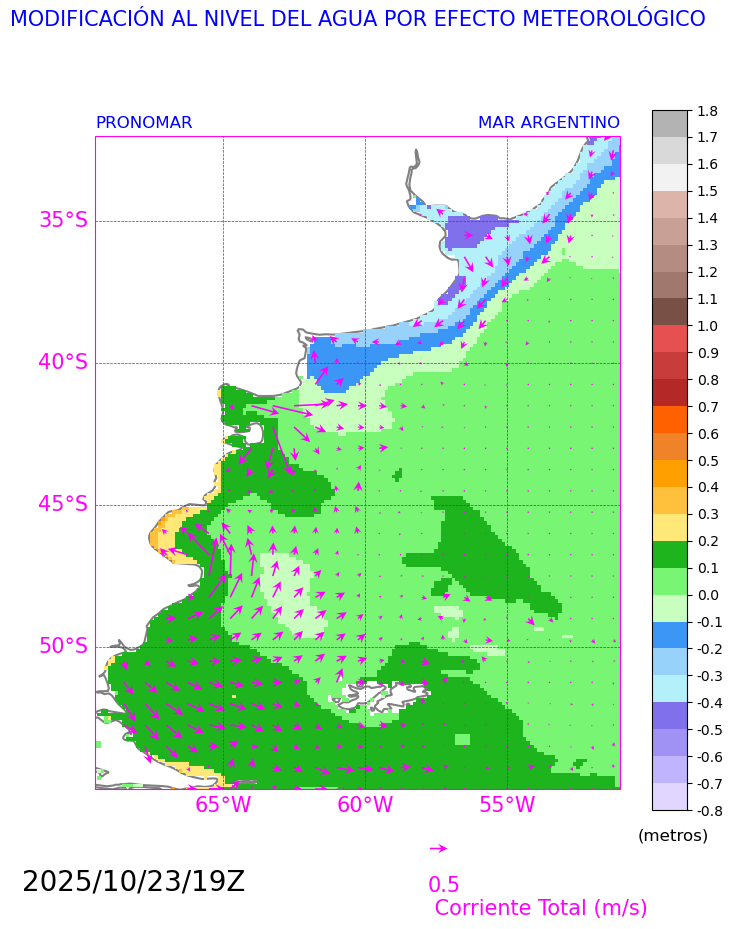 MODIFICACIÓN AL NIVEL DEL AGUA POR EFECTO METEOROLÓGICO
PRONOMAR MAR ARGENTINO
35°S
40°S
45°S
50°S
65°W 60°W 55°W
1.8
1.7
1.6
1.5
1.4
1.3
1.2
1.1
1.0
0.9
0.8
0.7
0.6
0.5
0.4
0.3
0.2
0.1
0.0
-0.1
-0.2
-0.3
-0.4
-0.5
-0.6
-0.7
-0.8
(metros)
2025/10/23/19Z
0.5
Corriente Total (m/s)